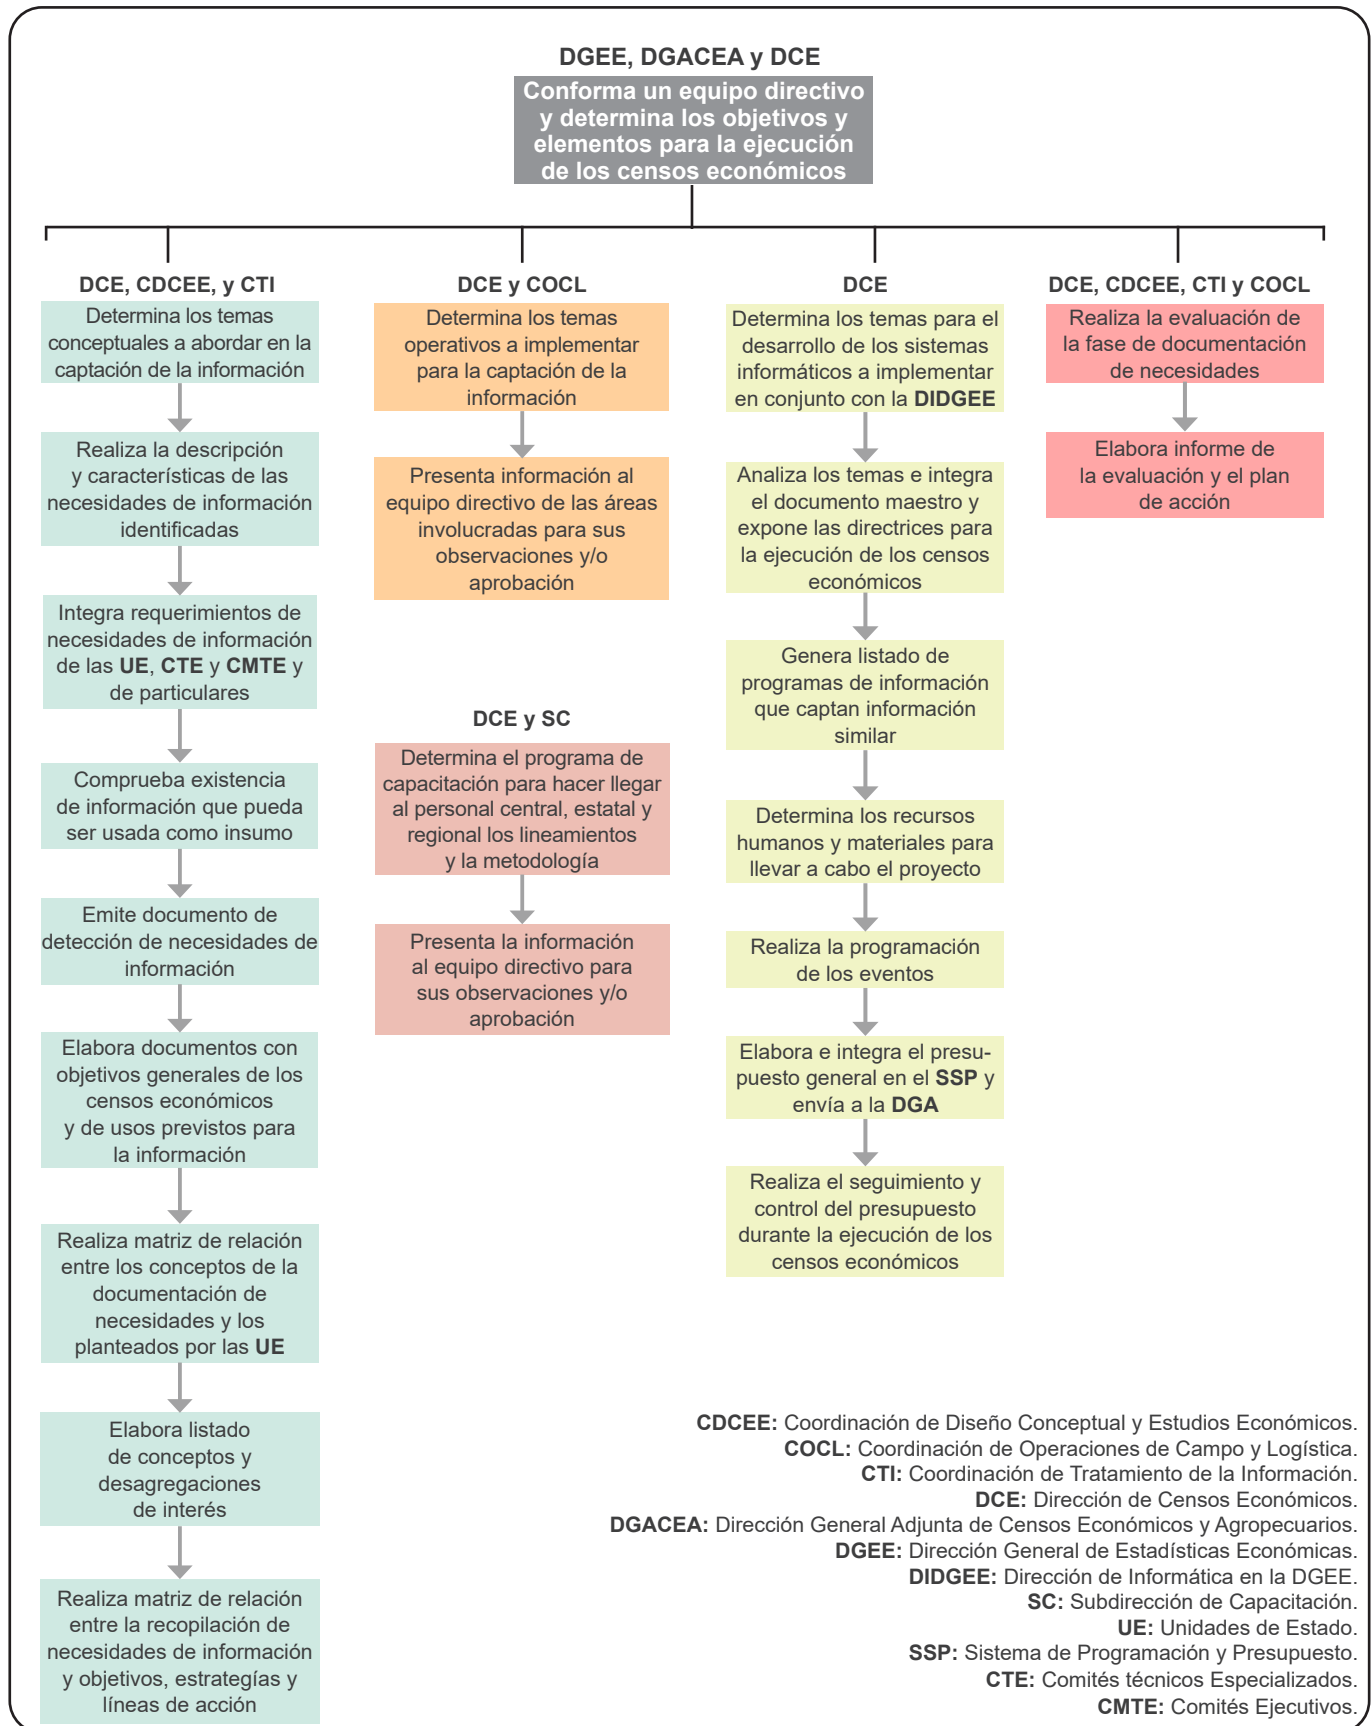 DGEE, DGACEA y DCE
Conforma un equipo directivo
y determina los objetivos y
elementos para la ejecución
de los censos económicos
DCE, CDCEE, y CTI
Determina los temas
conceptuales a abordar en la
captación de la información
Realiza la descripción
y características de las
necesidades de información
identificadas
Integra requerimientos de
necesidades de información
de las UE, CTE y CMTE y
de particulares
Comprueba existencia
de información que pueda
ser usada como insumo
Emite documento de
detección de necesidades de
información
Elabora documentos con
objetivos generales de los
censos económicos
y de usos previstos para
la información
Realiza matriz de relación
entre los conceptos de la
documentación de
necesidades y los
planteados por las UE
Elabora listado
de conceptos y
desagregaciones
de interés
Realiza matriz de relación
entre la recopilación de
necesidades de información
y objetivos, estrategías y
líneas de acción
DCE y COCL
Determina los temas
operativos a implementar
para la captación de la
información
Presenta información al
equipo directivo de las áreas
involucradas para sus
observaciones y/o
aprobación
DCE y SC
Determina el programa de
capacitación para hacer llegar
al personal central, estatal y
regional los lineamientos
y la metodología
Presenta la información
al equipo directivo para
sus observaciones y/o
aprobación
DCE
Determina los temas para el
desarrollo de los sistemas
informáticos a implementar
en conjunto con la DIDGEE
Analiza los temas e integra
el documento maestro y
expone las directrices para
la ejecución de los censos
económicos
Genera listado de
programas de información
que captan información
similar
Determina los recursos
humanos y materiales para
llevar a cabo el proyecto
Realiza la programación
de los eventos
Elabora e integra el presu-
puesto general en el SSP y
envía a la DGA
Realiza el seguimiento y
control del presupuesto
durante la ejecución de los
censos económicos
DCE, CDCEE, CTI y COCL
Realiza la evaluación de
la fase de documentación
de necesidades
Elabora informe de
la evaluación y el plan
de acción
CDCEE: Coordinación de Diseño Conceptual y Estudios Económicos.
COCL: Coordinación de Operaciones de Campo y Logística.
CTI: Coordinación de Tratamiento de la Información.
DCE: Dirección de Censos Económicos.
DGACEA: Dirección General Adjunta de Censos Económicos y Agropecuarios.
DGEE: Dirección General de Estadísticas Económicas.
DIDGEE: Dirección de Informática en la DGEE.
SC: Subdirección de Capacitación.
UE: Unidades de Estado.
SSP: Sistema de Programación y Presupuesto.
CTE: Comités técnicos Especializados.
CMTE: Comités Ejecutivos.